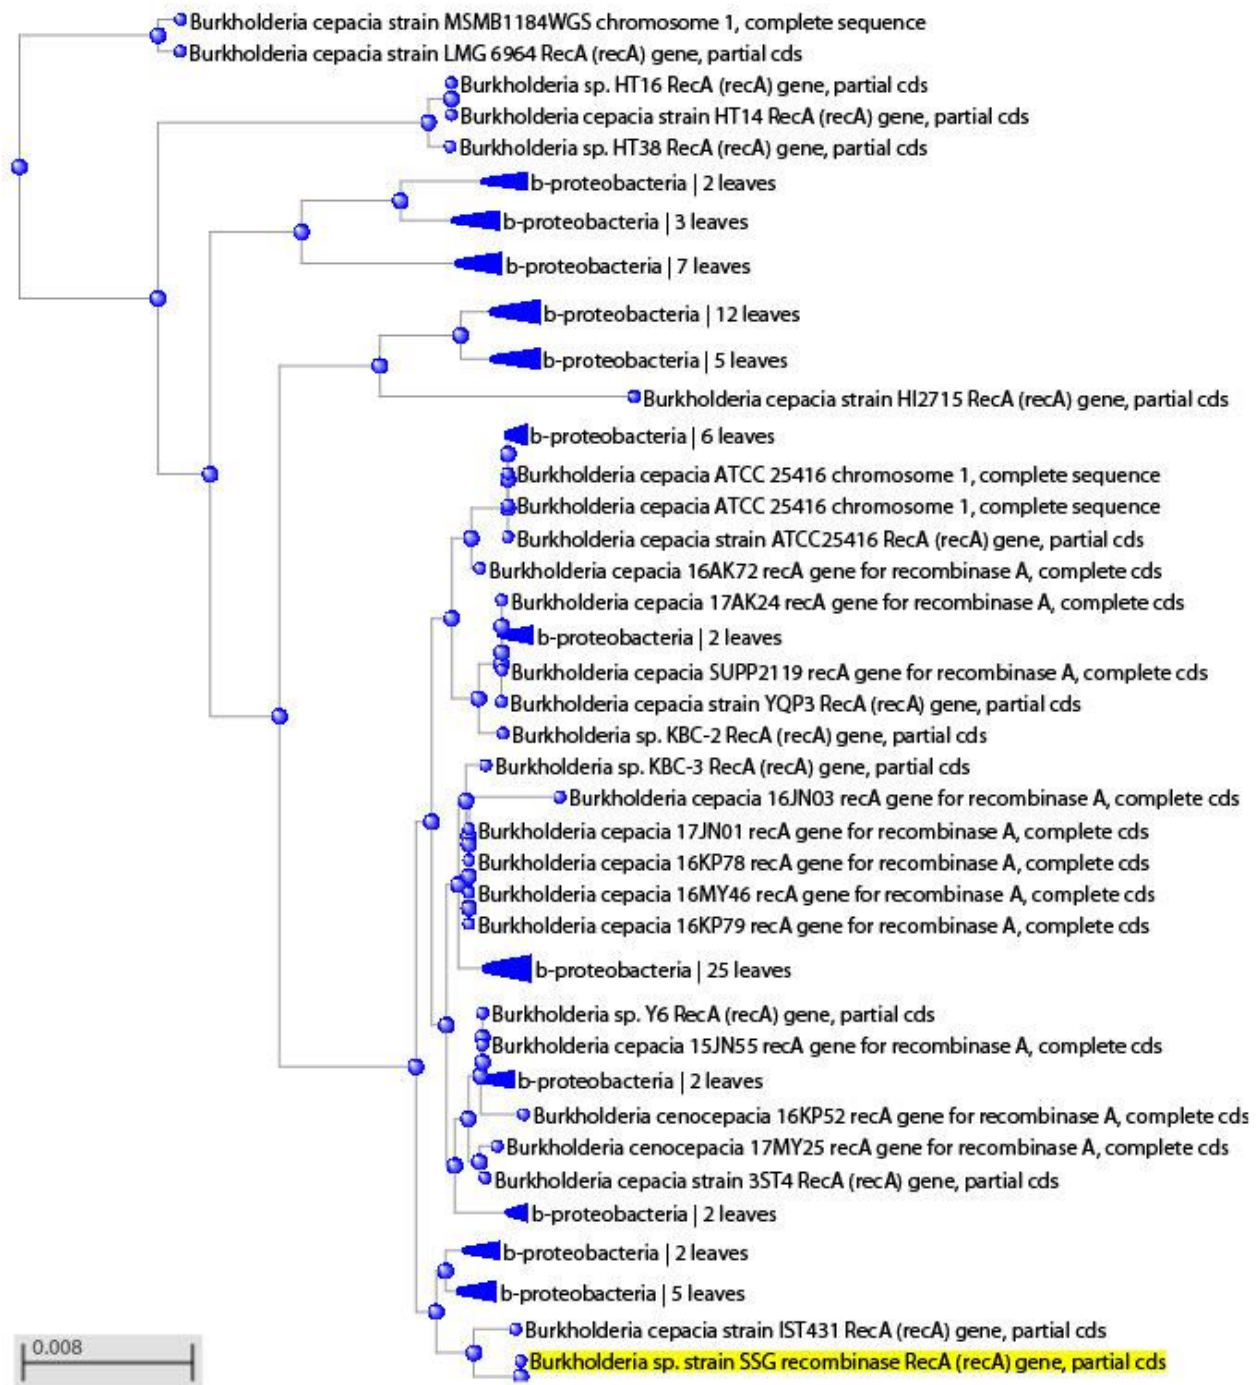 Burkholderia cepacia strain MSMB1184WGS chromosome 1, complete sequence
Burkholderia cepacia strain LMG 6964 RecA (recA) gene, partial cds
Burkholderia sp. HT16 RecA (recA) gene, partial cds
Burkholderia cepacia strain HT14 RecA (recA) gene, partial cds
Burkholderia sp. HT38 RecA (recA) gene, partial cds
b-proteobacteria | 2 leaves
b-proteobacteria | 3 leaves
b-proteobacteria | 7 leaves
b-proteobacteria | 12 leaves
b-proteobacteria | 5 leaves
Burkholderia cepacia strain HI2715 RecA (recA) gene, partial cds
b-proteobacteria | 6 leaves
Burkholderia cepacia ATCC 25416 chromosome 1, complete sequence
Burkholderia cepacia ATCC 25416 chromosome 1, complete sequence
Burkholderia cepacia strain ATCC25416 RecA (recA) gene, partial cds
Burkholderia cepacia 16AK72 recA gene for recombinase A, complete cds
Burkholderia cepacia 17AK24 recA gene for recombinase A, complete cds
b-proteobacteria | 2 leaves
Burkholderia cepacia SUPP2119 recA gene for recombinase A, complete cds
Burkholderia cepacia strain YQP3 RecA (recA) gene, partial cds
Burkholderia sp. KBC-2 RecA (recA) gene, partial cds
Burkholderia sp. KBC-3 RecA (recA) gene, partial cds
Burkholderia cepacia 16JN03 recA gene for recombinase A, complete cds
Burkholderia cepacia 17JN01 recA gene for recombinase A, complete cds
Burkholderia cepacia 16KP78 recA gene for recombinase A, complete cds
Burkholderia cepacia 16MY46 recA gene for recombinase A, complete cds
Burkholderia cepacia 16KP79 recA gene for recombinase A, complete cds
b-proteobacteria | 25 leaves
Burkholderia sp. Y6 RecA (recA) gene, partial cds
Burkholderia cepacia 15JN55 recA gene for recombinase A, complete cds
b-proteobacteria | 2 leaves
Burkholderia cenocepacia 16KP52 recA gene for recombinase A, complete cds
Burkholderia cenocepacia 17MY25 recA gene for recombinase A, complete cds
Burkholderia cepacia strain 3ST4 RecA (recA) gene, partial cds
b-proteobacteria | 2 leaves
b-proteobacteria | 2 leaves
b-proteobacteria | 5 leaves
Burkholderia cepacia strain IST431 RecA (recA) gene, partial cds
0.008
Burkholderia sp. strain SSG recombinase RecA (recA) gene, partial cds